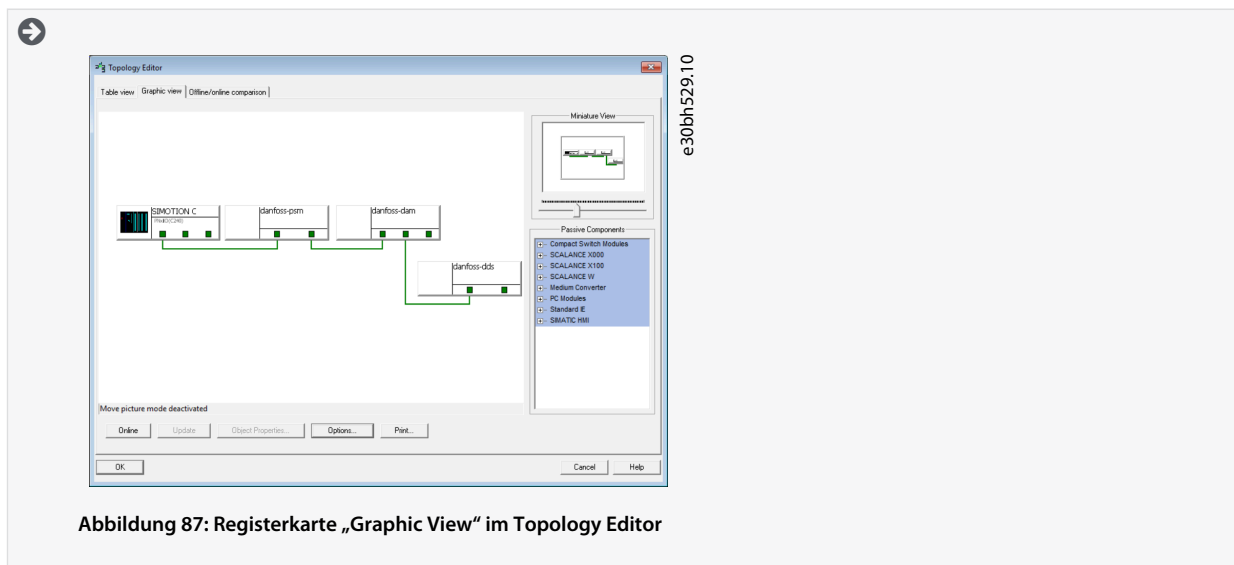 Topology Editor
Table view Graphic view Offline/online comparison
Miniature View
SIMOTION C
PNxIO(C240)
danfoss-psm
danfoss-dam
danfoss-dds
Passive Components
Compact Switch Modules
SCALANCE X000
SCALANCE X100
SCALANCE W
Medium Converter
PC Modules
Standard IE
SIMATIC HMI
Move picture mode deactivated
Online Update Object Properties... Options... Print...
OK Cancel Help
e30bh529.10
Abbildung 87: Registerkarte „Graphic View“ im Topology Editor